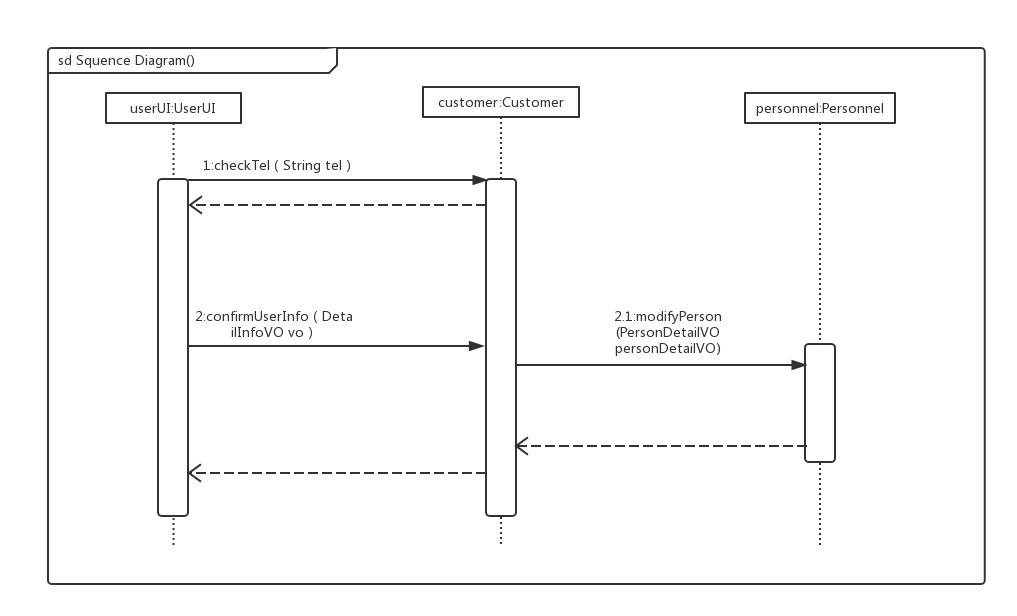 sd Squence Diagram()
userUI:UserUI
customer:Customer
personnel:Personnel
1:checkTel ( String tel )
2:confirmUserInfo ( Deta
ilInfoVO vo )
2.1:modifyPerson
(PersonDetailVO
personDetailVO)